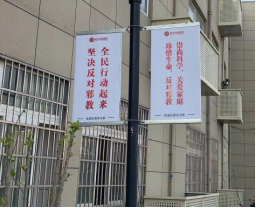 全民行动起来
坚决反对邪教
崇尚科学，关爱家庭
珍惜生命，反对邪教